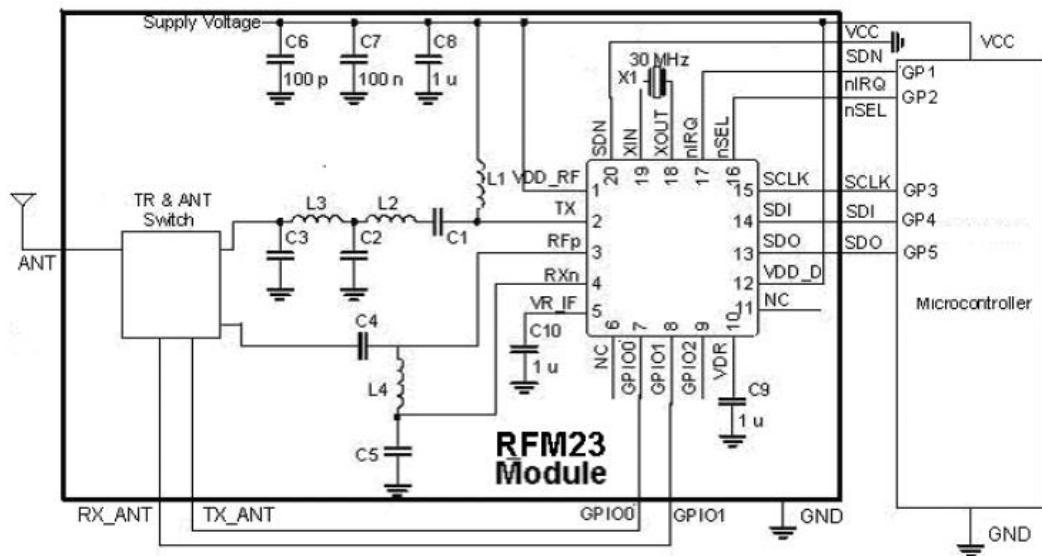 Supply Voltage
C6
100 p
C7
100 n
C8
1 u
VCC
VCC
SDN
30 MHz
X1
nIRQ
GP1
nSEL
GP2
SDN
XIN
XOUT
nIRQ
nSEL
L1
VDD_RF
20
19
18
17
16
1
15
SCLK
SCLK
GP3
TR & ANT
Switch
L3
L2
TX
2
14
SDI
SDI
GP4
C3
C2
C1
RFp
3
13
SDO
SDO
GP5
ANT
RXn
4
12
VDD_D
VR_IF
5
11
NC
Microcontroller
6
7
8
9
10
C4
C10
1 u
NC
GPIO0
GPIO1
GPIO2
VDR
C9
1 u
L4
C5
RFM23
Module
RX_ANT
TX_ANT
GPIO0
GPIO1
GND
GND